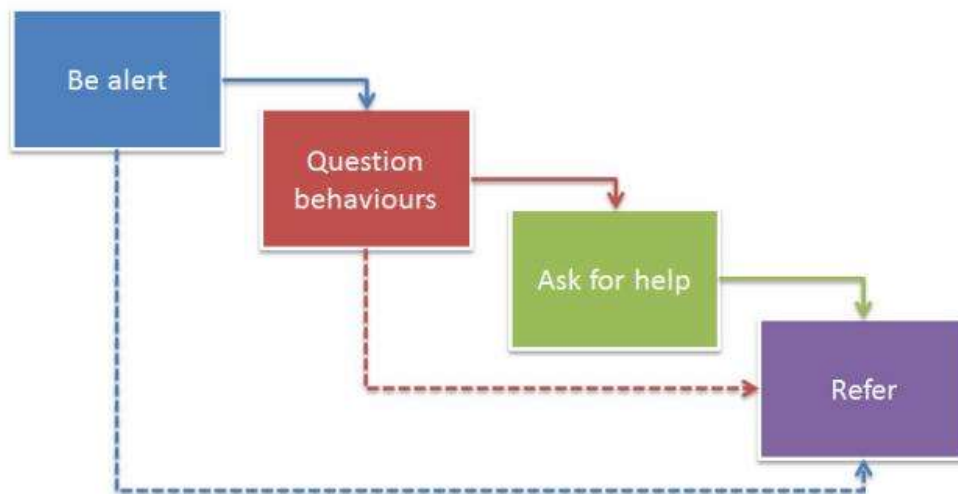 Be alert
Question
behaviours
Ask for help
Refer